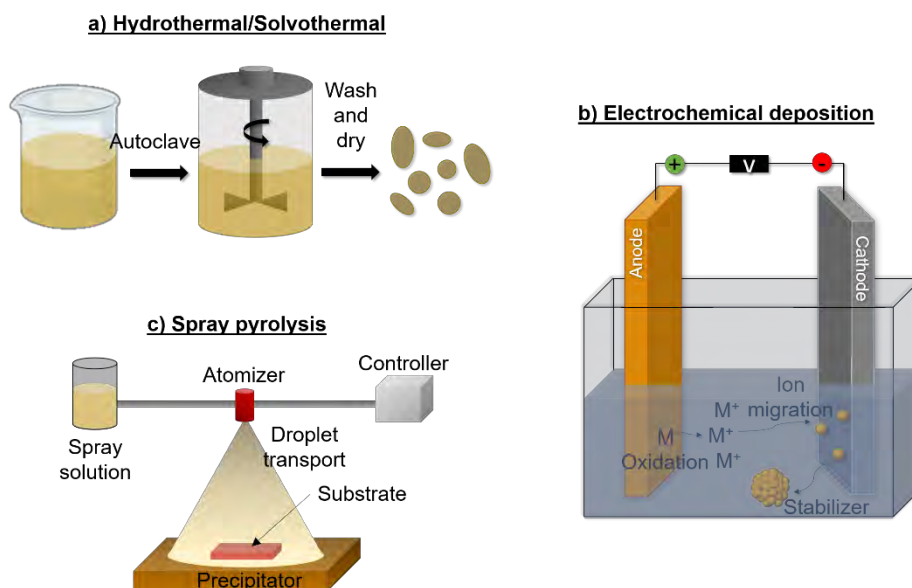 a) Hydrothermal/Solvothermal
Autoclave
Wash
and
dry
b) Electrochemical deposition
+
V
-
Anode
Cathode
Ion
migration
M⁺
M
M⁺
Oxidation
M⁺
Stabilizer
c) Spray pyrolysis
Controller
Atomizer
Spray
solution
Droplet
transport
Substrate
Precipitator